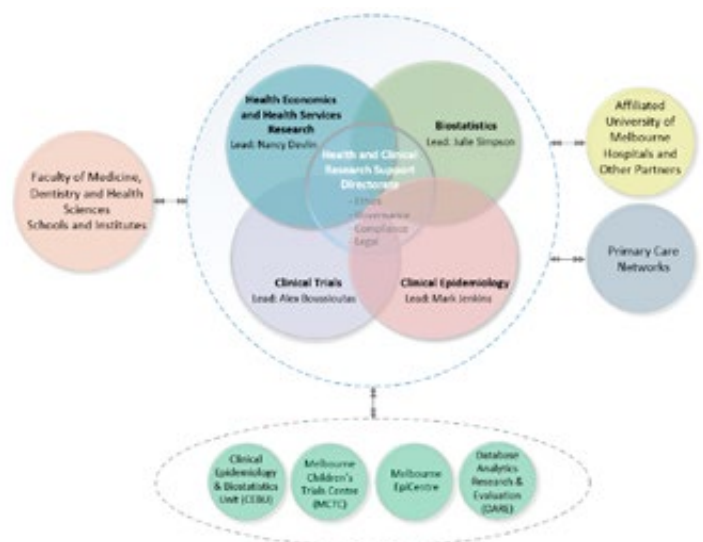 Health Economics
and Health Services
Research
Lead: Nancy Devlin
Biostatistics
Lead: Julie Simpson
Health and Clinical
Research Support
Directorate
- Ethics
- Governance
- Compliance
- Legal
Clinical Trials
Lead: Alex Boussioutas
Clinical Epidemiology
Lead: Mark Jenkins
Faculty of Medicine,
Dentistry and Health
Sciences
Schools and Institutes
Affiliated
University of
Melbourne
Hospitals and
Other Partners
Primary Care
Networks
Clinical
Epidemiology
& Biostatistics
Unit (CEBU)
Melbourne
Children's
Trials Centre
(MCTC)
Melbourne
EpiCentre
Database
Analytics
Research &
Evaluation
(DARE)